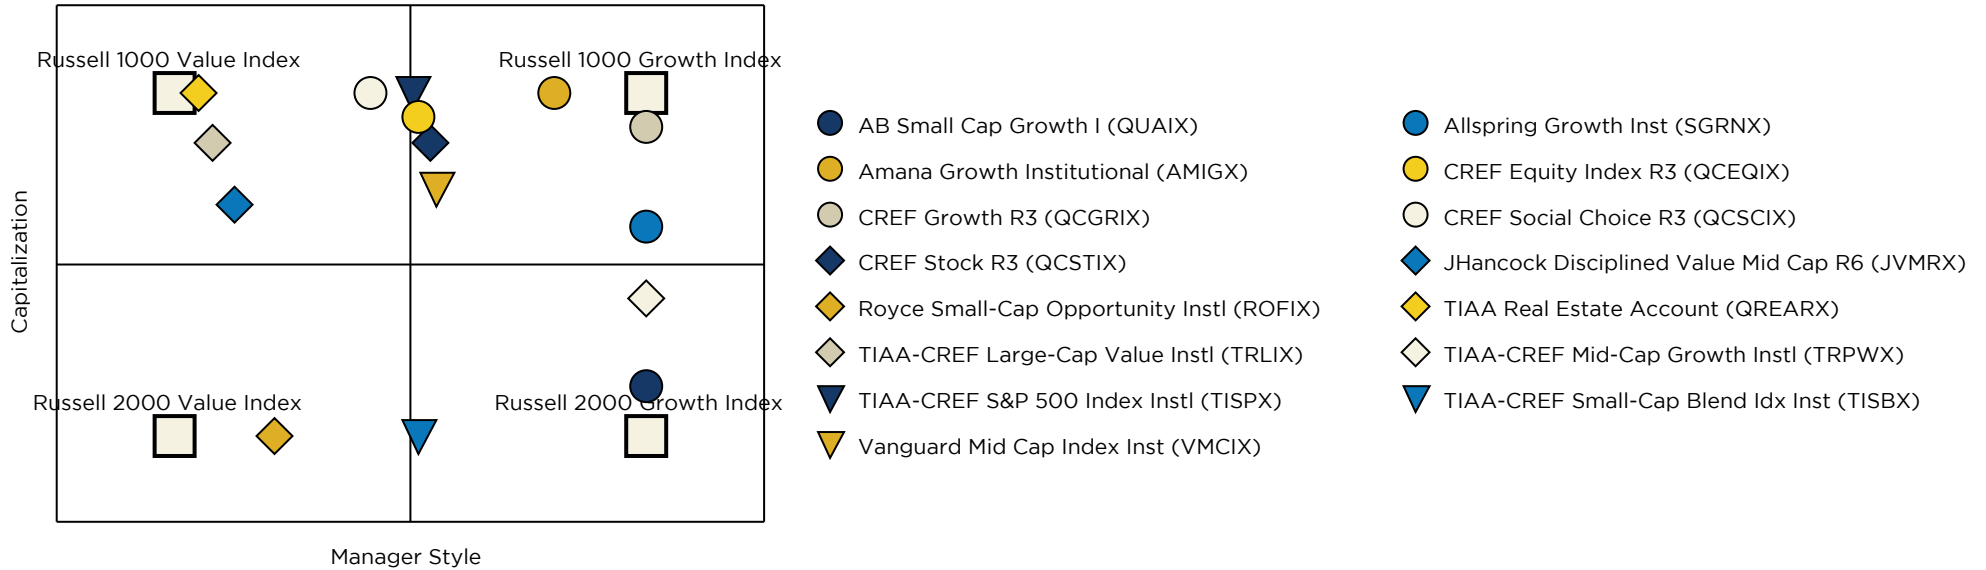 Russell 1000 Value Index
Russell 1000 Growth Index
Capitalization
Russell 2000 Value Index
Russell 2000 Growth Index
Manager Style
AB Small Cap Growth I (QUAIX)
Allspring Growth Inst (SGRNX)
Amana Growth Institutional (AMIGX)
CREF Equity Index R3 (QCEQIX)
CREF Growth R3 (QCGRIX)
CREF Social Choice R3 (QCSCIX)
CREF Stock R3 (QCSTIX)
JHancock Disciplined Value Mid Cap R6 (JVMRX)
Royce Small-Cap Opportunity Instl (ROFIX)
TIAA Real Estate Account (QREARX)
TIAA-CREF Large-Cap Value Instl (TRLIX)
TIAA-CREF Mid-Cap Growth Instl (TRPWX)
TIAA-CREF S&P 500 Index Instl (TISPX)
TIAA-CREF Small-Cap Blend Idx Inst (TISBX)
Vanguard Mid Cap Index Inst (VMCIX)